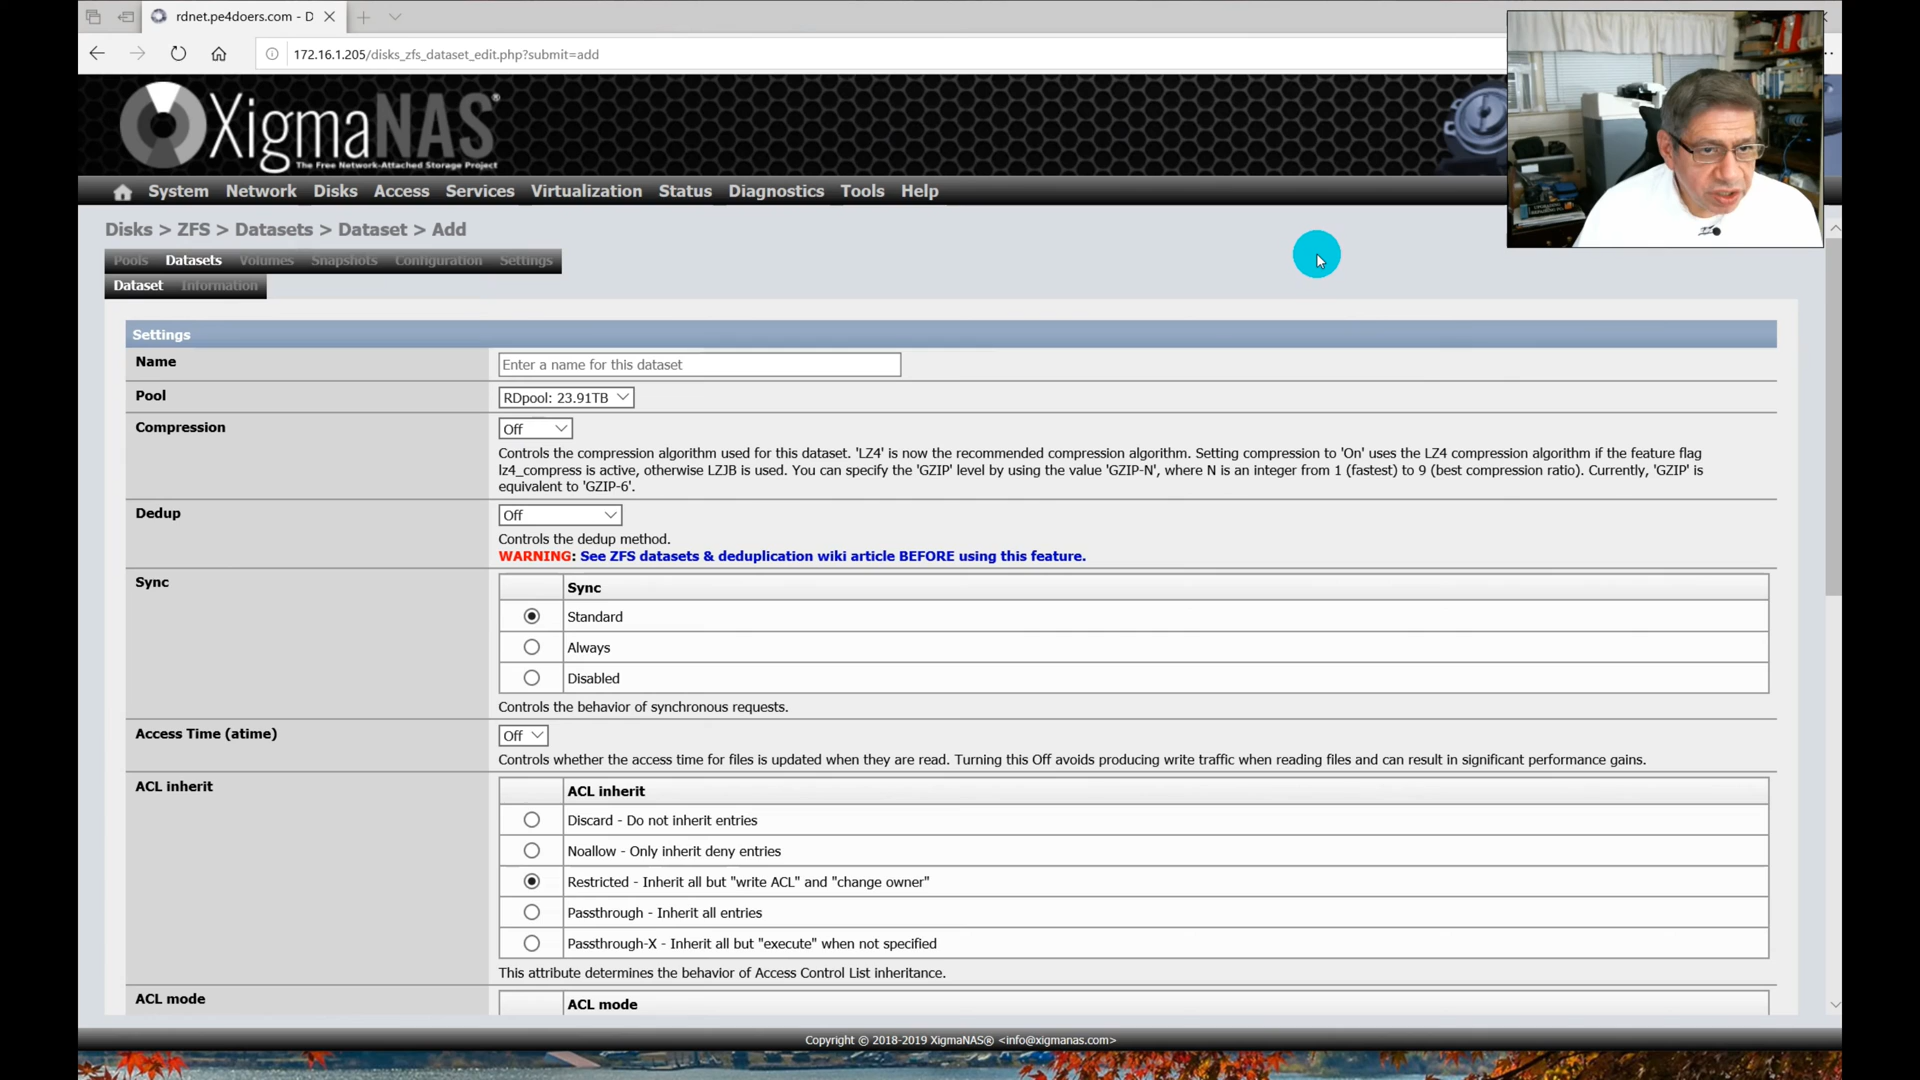 rdnet.pe4doers.com - D
172.16.1.205/disks_zfs_dataset_edit.php?submit=add
XigmaNAS®
The Free Network-Attached Storage Project
System Network Disks Access Services Virtualization Status Diagnostics Tools Help
Disks > ZFS > Datasets > Dataset > Add
Pools Datasets Volumes Snapshots Configuration Settings
Dataset Information
Settings
Name Enter a name for this dataset
Pool RDpool: 23.91TB
Compression Off
Controls the compression algorithm used for this dataset. 'LZ4' is now the recommended compression algorithm. Setting compression to 'On' uses the LZ4 compression algorithm if the feature flag
lz4_compress is active, otherwise LZJB is used. You can specify the 'GZIP' level by using the value 'GZIP-N', where N is an integer from 1 (fastest) to 9 (best compression ratio). Currently, 'GZIP' is
equivalent to 'GZIP-6'.
Dedup Off
Controls the dedup method.
WARNING: See ZFS datasets & deduplication wiki article BEFORE using this feature.
Sync Sync
Standard
Always
Disabled
Controls the behavior of synchronous requests.
Access Time (atime) Off
Controls whether the access time for files is updated when they are read. Turning this Off avoids producing write traffic when reading files and can result in significant performance gains.
ACL inherit ACL inherit
Discard - Do not inherit entries
Noallow - Only inherit deny entries
Restricted - Inherit all but "write ACL" and "change owner"
Passthrough - Inherit all entries
Passthrough-X - Inherit all but "execute" when not specified
This attribute determines the behavior of Access Control List inheritance.
ACL mode ACL mode
Copyright © 2018-2019 XigmaNAS® <info@xigmanas.com>